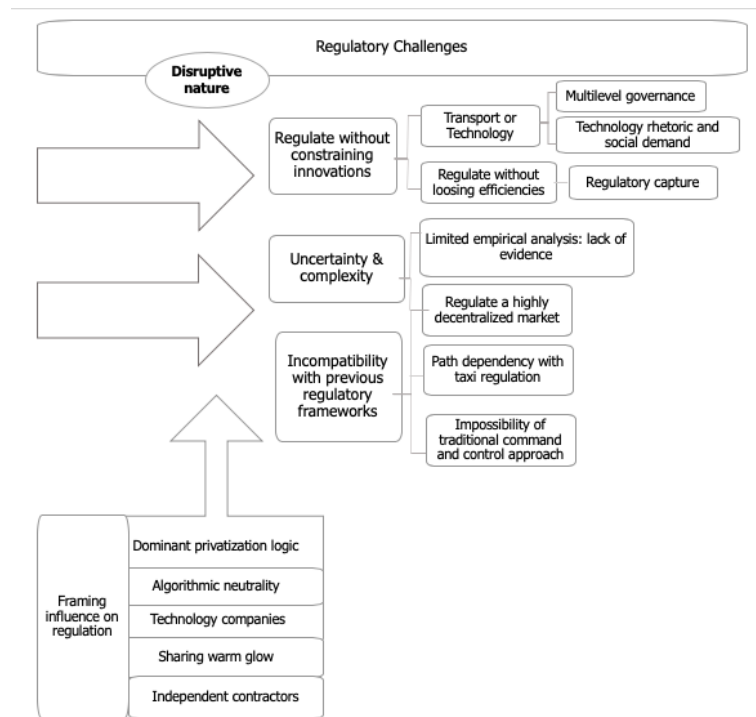 Regulatory Challenges
Disruptive
nature
Regulate without
constraining
innovations
Transport or
Technology
Multilevel governance
Technology rhetoric and
social demand
Regulate without
loosing efficiencies
Regulatory capture
Uncertainty &
complexity
Limited empirical analysis: lack of
evidence
Regulate a highly
decentralized market
Incompatibility
with previous
regulatory
frameworks
Path dependency with
taxi regulation
Impossibility of
traditional command
and control approach
Framing
influence on
regulation
Dominant privatization logic
Algorithmic neutrality
Technology companies
Sharing warm glow
Independent contractors